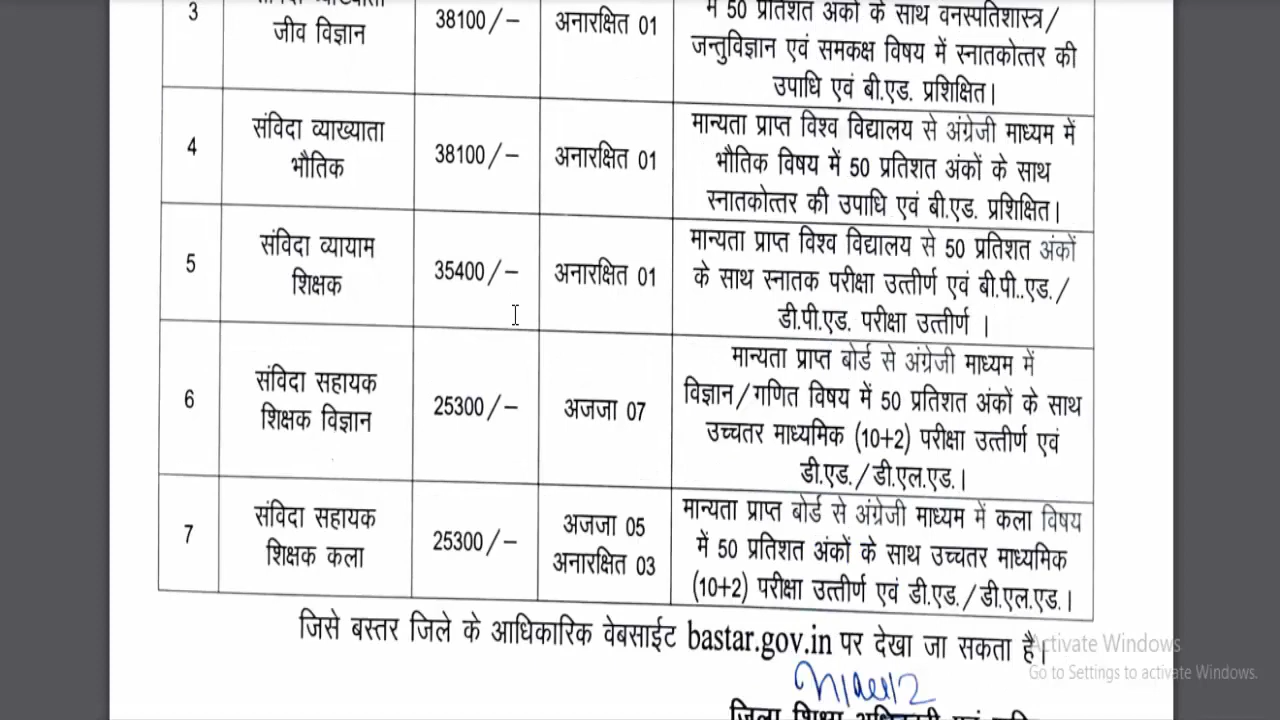 3
संविदा व्याख्याता
जीव विज्ञान
38100/–
अनारक्षित 01
में 50 प्रतिशत अंकों के साथ वनस्पतिशास्त्र/
जन्तुविज्ञान एवं समकक्ष विषय में स्नातकोत्तर की
उपाधि एवं बी.एड. प्रशिक्षित।
4
संविदा व्याख्याता
भौतिक
38100/–
अनारक्षित 01
मान्यता प्राप्त विश्व विद्यालय से अंग्रेजी माध्यम में
भौतिक विषय में 50 प्रतिशत अंकों के साथ
स्नातकोत्तर की उपाधि एवं बी.एड. प्रशिक्षित।
5
संविदा व्यायाम
शिक्षक
35400/–
अनारक्षित 01
मान्यता प्राप्त विश्व विद्यालय से 50 प्रतिशत अंकों
के साथ स्नातक परीक्षा उत्तीर्ण एवं बी.पी..एड./
डी.पी.एड. परीक्षा उत्तीर्ण ।
6
संविदा सहायक
शिक्षक विज्ञान
25300/–
अजजा 07
मान्यता प्राप्त बोर्ड से अंग्रेजी माध्यम में
विज्ञान/गणित विषय में 50 प्रतिशत अंकों के साथ
उच्चतर माध्यमिक (10+2) परीक्षा उत्तीर्ण एवं
डी.एड./डी.एल.एड.।
7
संविदा सहायक
शिक्षक कला
25300/–
अजजा 05
अनारक्षित 03
मान्यता प्राप्त बोर्ड से अंग्रेजी माध्यम में कला विषय
में 50 प्रतिशत अंकों के साथ उच्चतर माध्यमिक
(10+2) परीक्षा उत्तीर्ण एवं डी.एड./डी.एल.एड.।
जिसे बस्तर जिले के आधिकारिक वेबसाईट bastar.gov.in पर देखा जा सकता है।
Activate Windows
Go to Settings to activate Windows.
जिला शिक्षा अधिकारी एवं